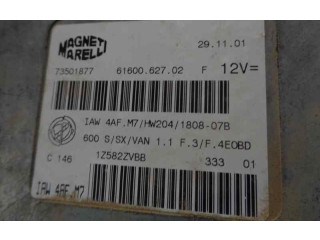 MAGNETI MARELLI 29.11.01
73501877 61600.627.02 F 12V=
IAW 4AF.M7/HW204/1808-07B
600 S/SX/VAN 1.1 F.3/F.4EOBD
C 146 1Z582ZVBB 333 01
IAW 4AF.M7